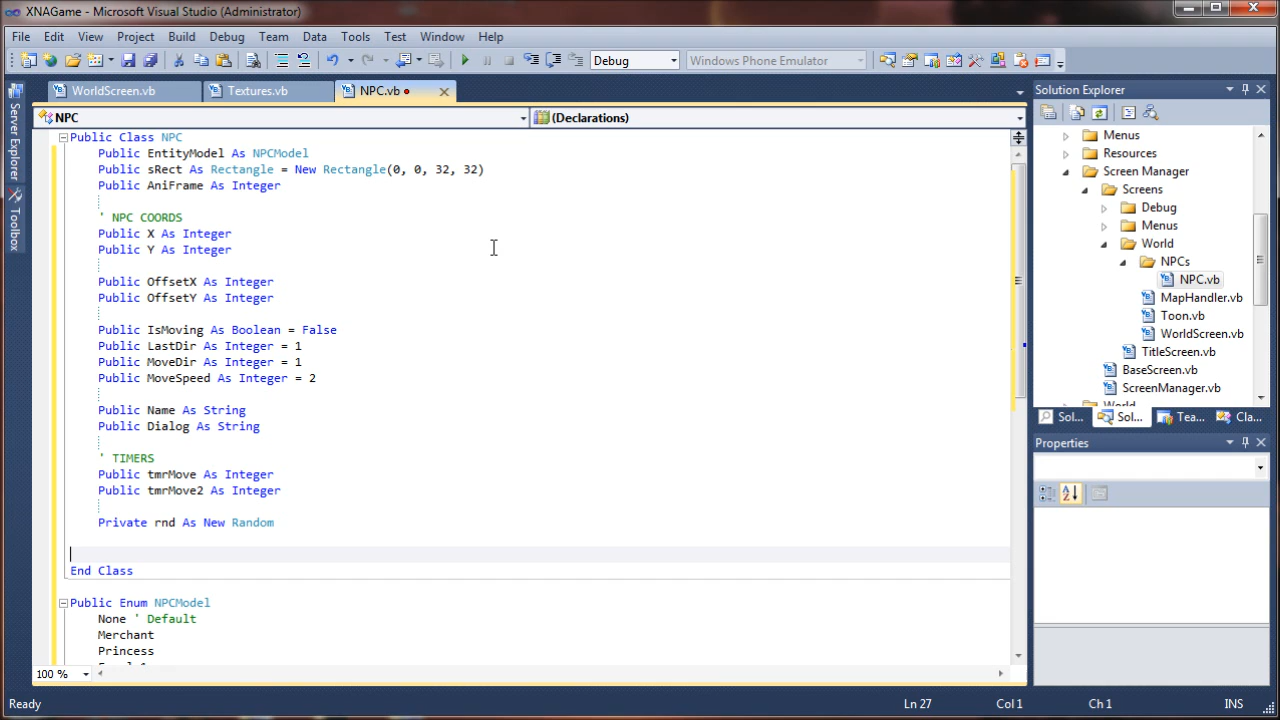 XNAGame - Microsoft Visual Studio (Administrator)
File Edit View Project Build Debug Team Data Tools Test Window Help
Debug Windows Phone Emulator
WorldScreen.vb Textures.vb NPC.vb
NPC (Declarations)
Server Explorer
Toolbox
Public Class NPC
Public EntityModel As NPCModel
Public sRect As Rectangle = New Rectangle(0, 0, 32, 32)
Public AniFrame As Integer
' NPC COORDS
Public X As Integer
Public Y As Integer
Public OffsetX As Integer
Public OffsetY As Integer
Public IsMoving As Boolean = False
Public LastDir As Integer = 1
Public MoveDir As Integer = 1
Public MoveSpeed As Integer = 2
Public Name As String
Public Dialog As String
' TIMERS
Public tmrMove As Integer
Public tmrMove2 As Integer
Private rnd As New Random
End Class
Public Enum NPCModel
None ' Default
Merchant
Princess
100 %
Solution Explorer
Menus
Resources
Screen Manager
Screens
Debug
Menus
World
NPCs
NPC.vb
MapHandler.vb
Toon.vb
WorldScreen.vb
TitleScreen.vb
BaseScreen.vb
ScreenManager.vb
World
Sol... Sol... Tea... Cla...
Properties
Ready Ln 27 Col 1 Ch 1 INS